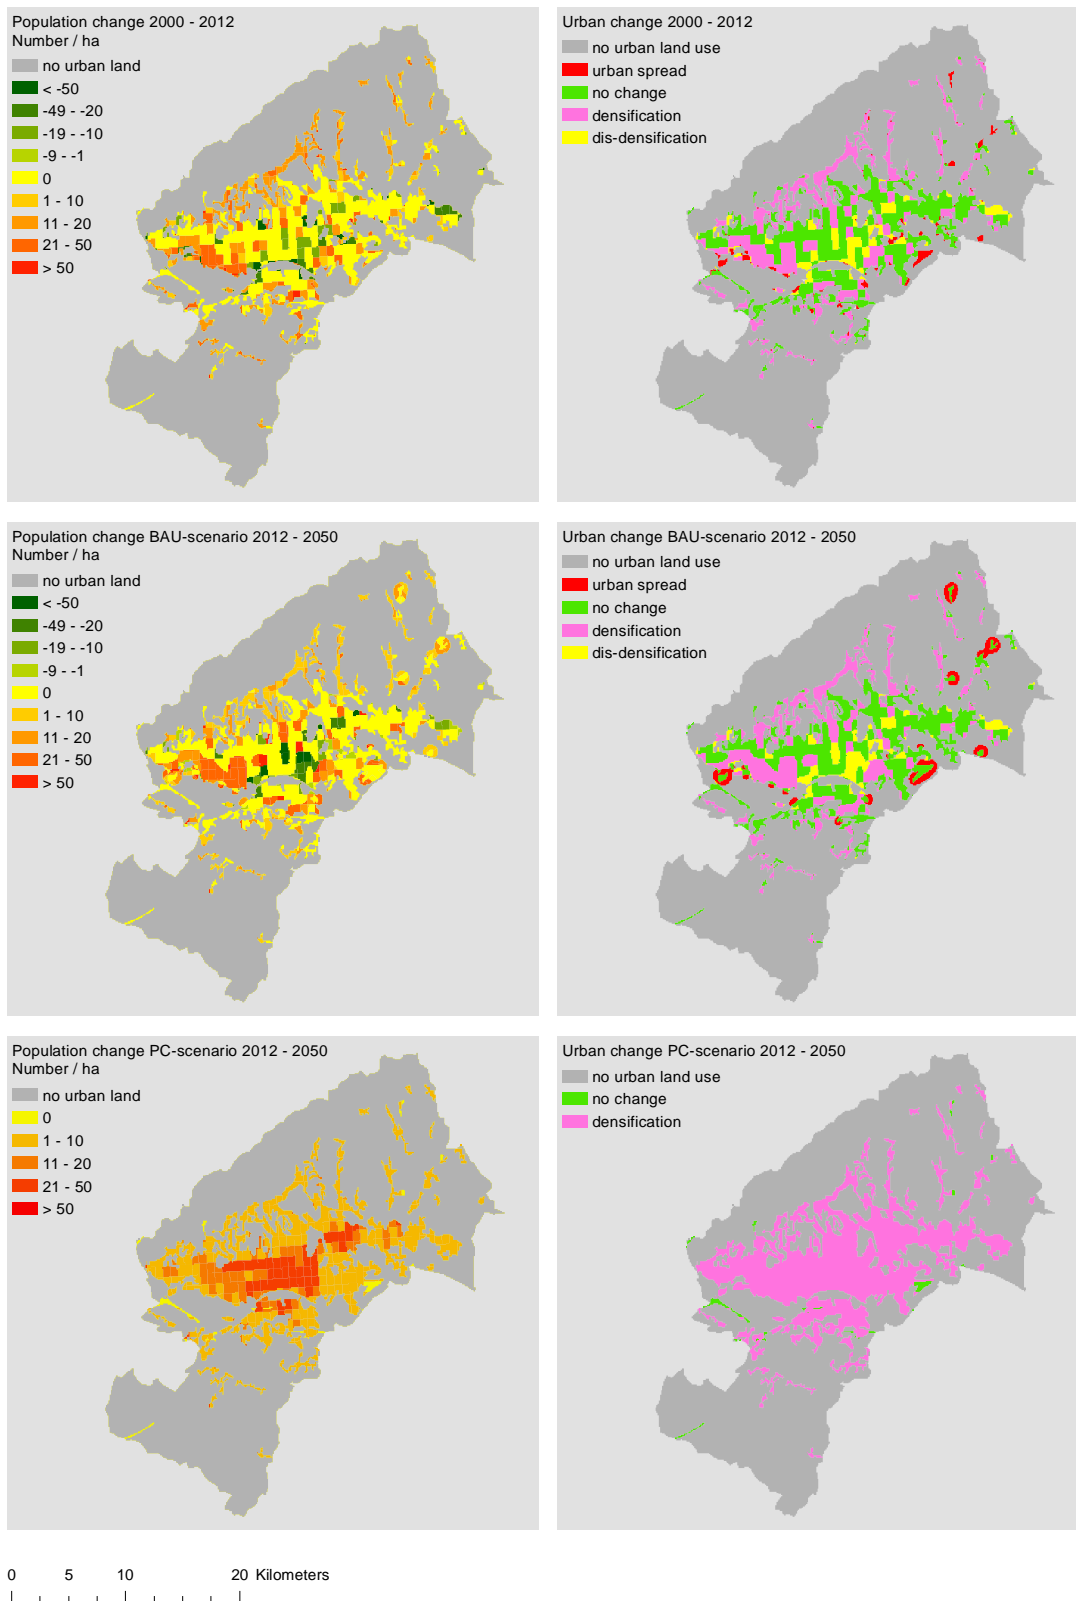 Population change 2000 - 2012
Number / ha
no urban land
< -50
-49 - -20
-19 - -10
-9 - -1
0
1 - 10
11 - 20
21 - 50
> 50
Urban change 2000 - 2012
no urban land use
urban spread
no change
densification
dis-densification
Population change BAU-scenario 2012 - 2050
Number / ha
no urban land
< -50
-49 - -20
-19 - -10
-9 - -1
0
1 - 10
11 - 20
21 - 50
> 50
Urban change BAU-scenario 2012 - 2050
no urban land use
urban spread
no change
densification
dis-densification
Population change PC-scenario 2012 - 2050
Number / ha
no urban land
0
1 - 10
11 - 20
21 - 50
> 50
Urban change PC-scenario 2012 - 2050
no urban land use
no change
densification
0 5 10 20 Kilometers